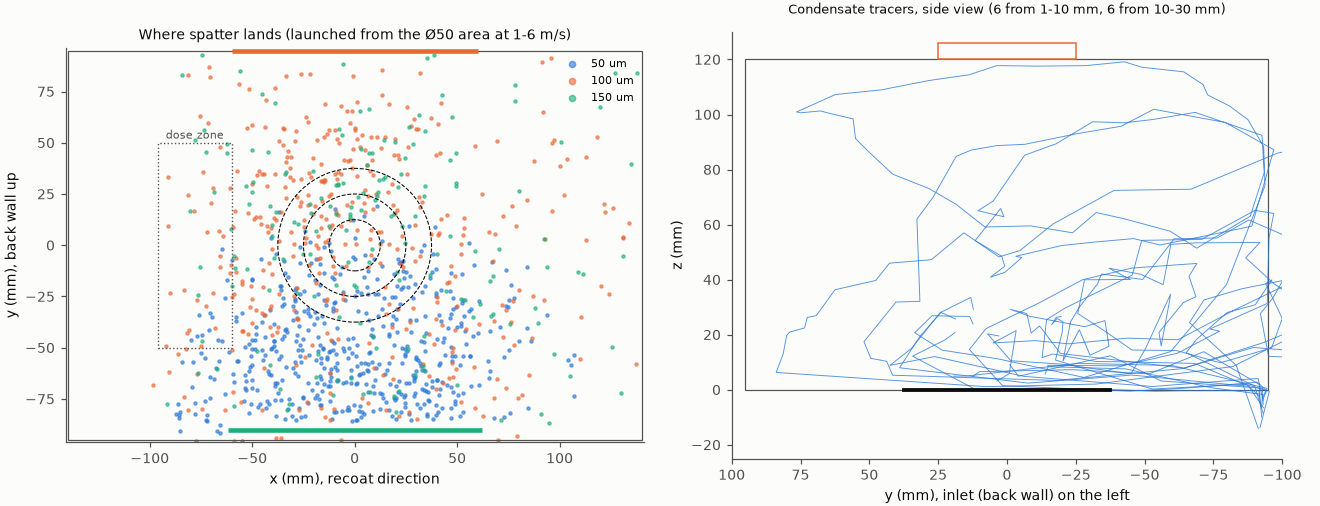 Where spatter lands (launched from the Ø50 area at 1-6 m/s)
50 um
100 um
150 um
dose zone
75
50
25
0
−25
−50
−75
−100
−50
0
50
100
x (mm), recoat direction
y (mm), back wall up
Condensate tracers, side view (6 from 1-10 mm, 6 from 10-30 mm)
120
100
80
60
40
20
0
−20
100
75
50
25
0
−25
−50
−75
−100
y (mm), inlet (back wall) on the left
z (mm)